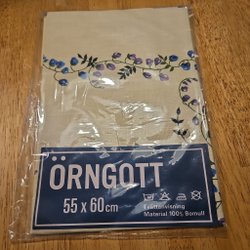 ÖRNGOTT
55 x 60cm
Tvättanvisning
Material 100% Bomull